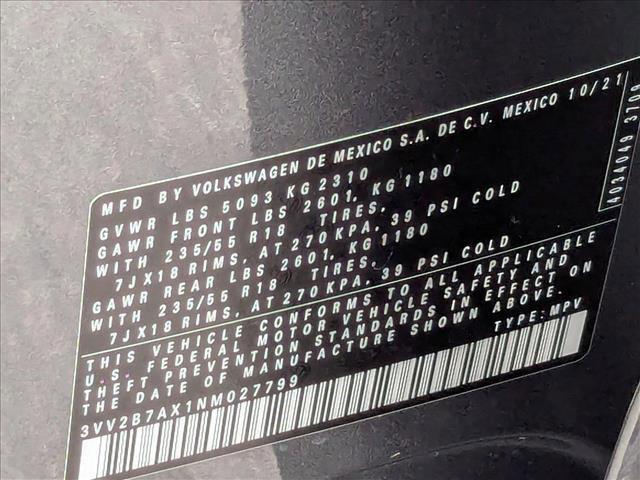 MFD BY VOLKSWAGEN DE MEXICO S.A. DE C.V. MEXICO 10/21
GVWR LBS 5093 KG 2310
GAWR FRONT LBS 2601, KG 1180
WITH 235/55 R18 TIRES,
7JX18 RIMS, AT 270 KPA, 39 PSI COLD
GAWR REAR LBS 2601, KG 1180
WITH 235/55 R18 TIRES,
7JX18 RIMS, AT 270 KPA, 39 PSI COLD
THIS VEHICLE CONFORMS TO ALL APPLICABLE
U.S. FEDERAL MOTOR VEHICLE SAFETY AND
THEFT PREVENTION STANDARDS IN EFFECT ON
THE DATE OF MANUFACTURE SHOWN ABOVE.
3VV2B7AX1NM027799 TYPE: MPV
4034049